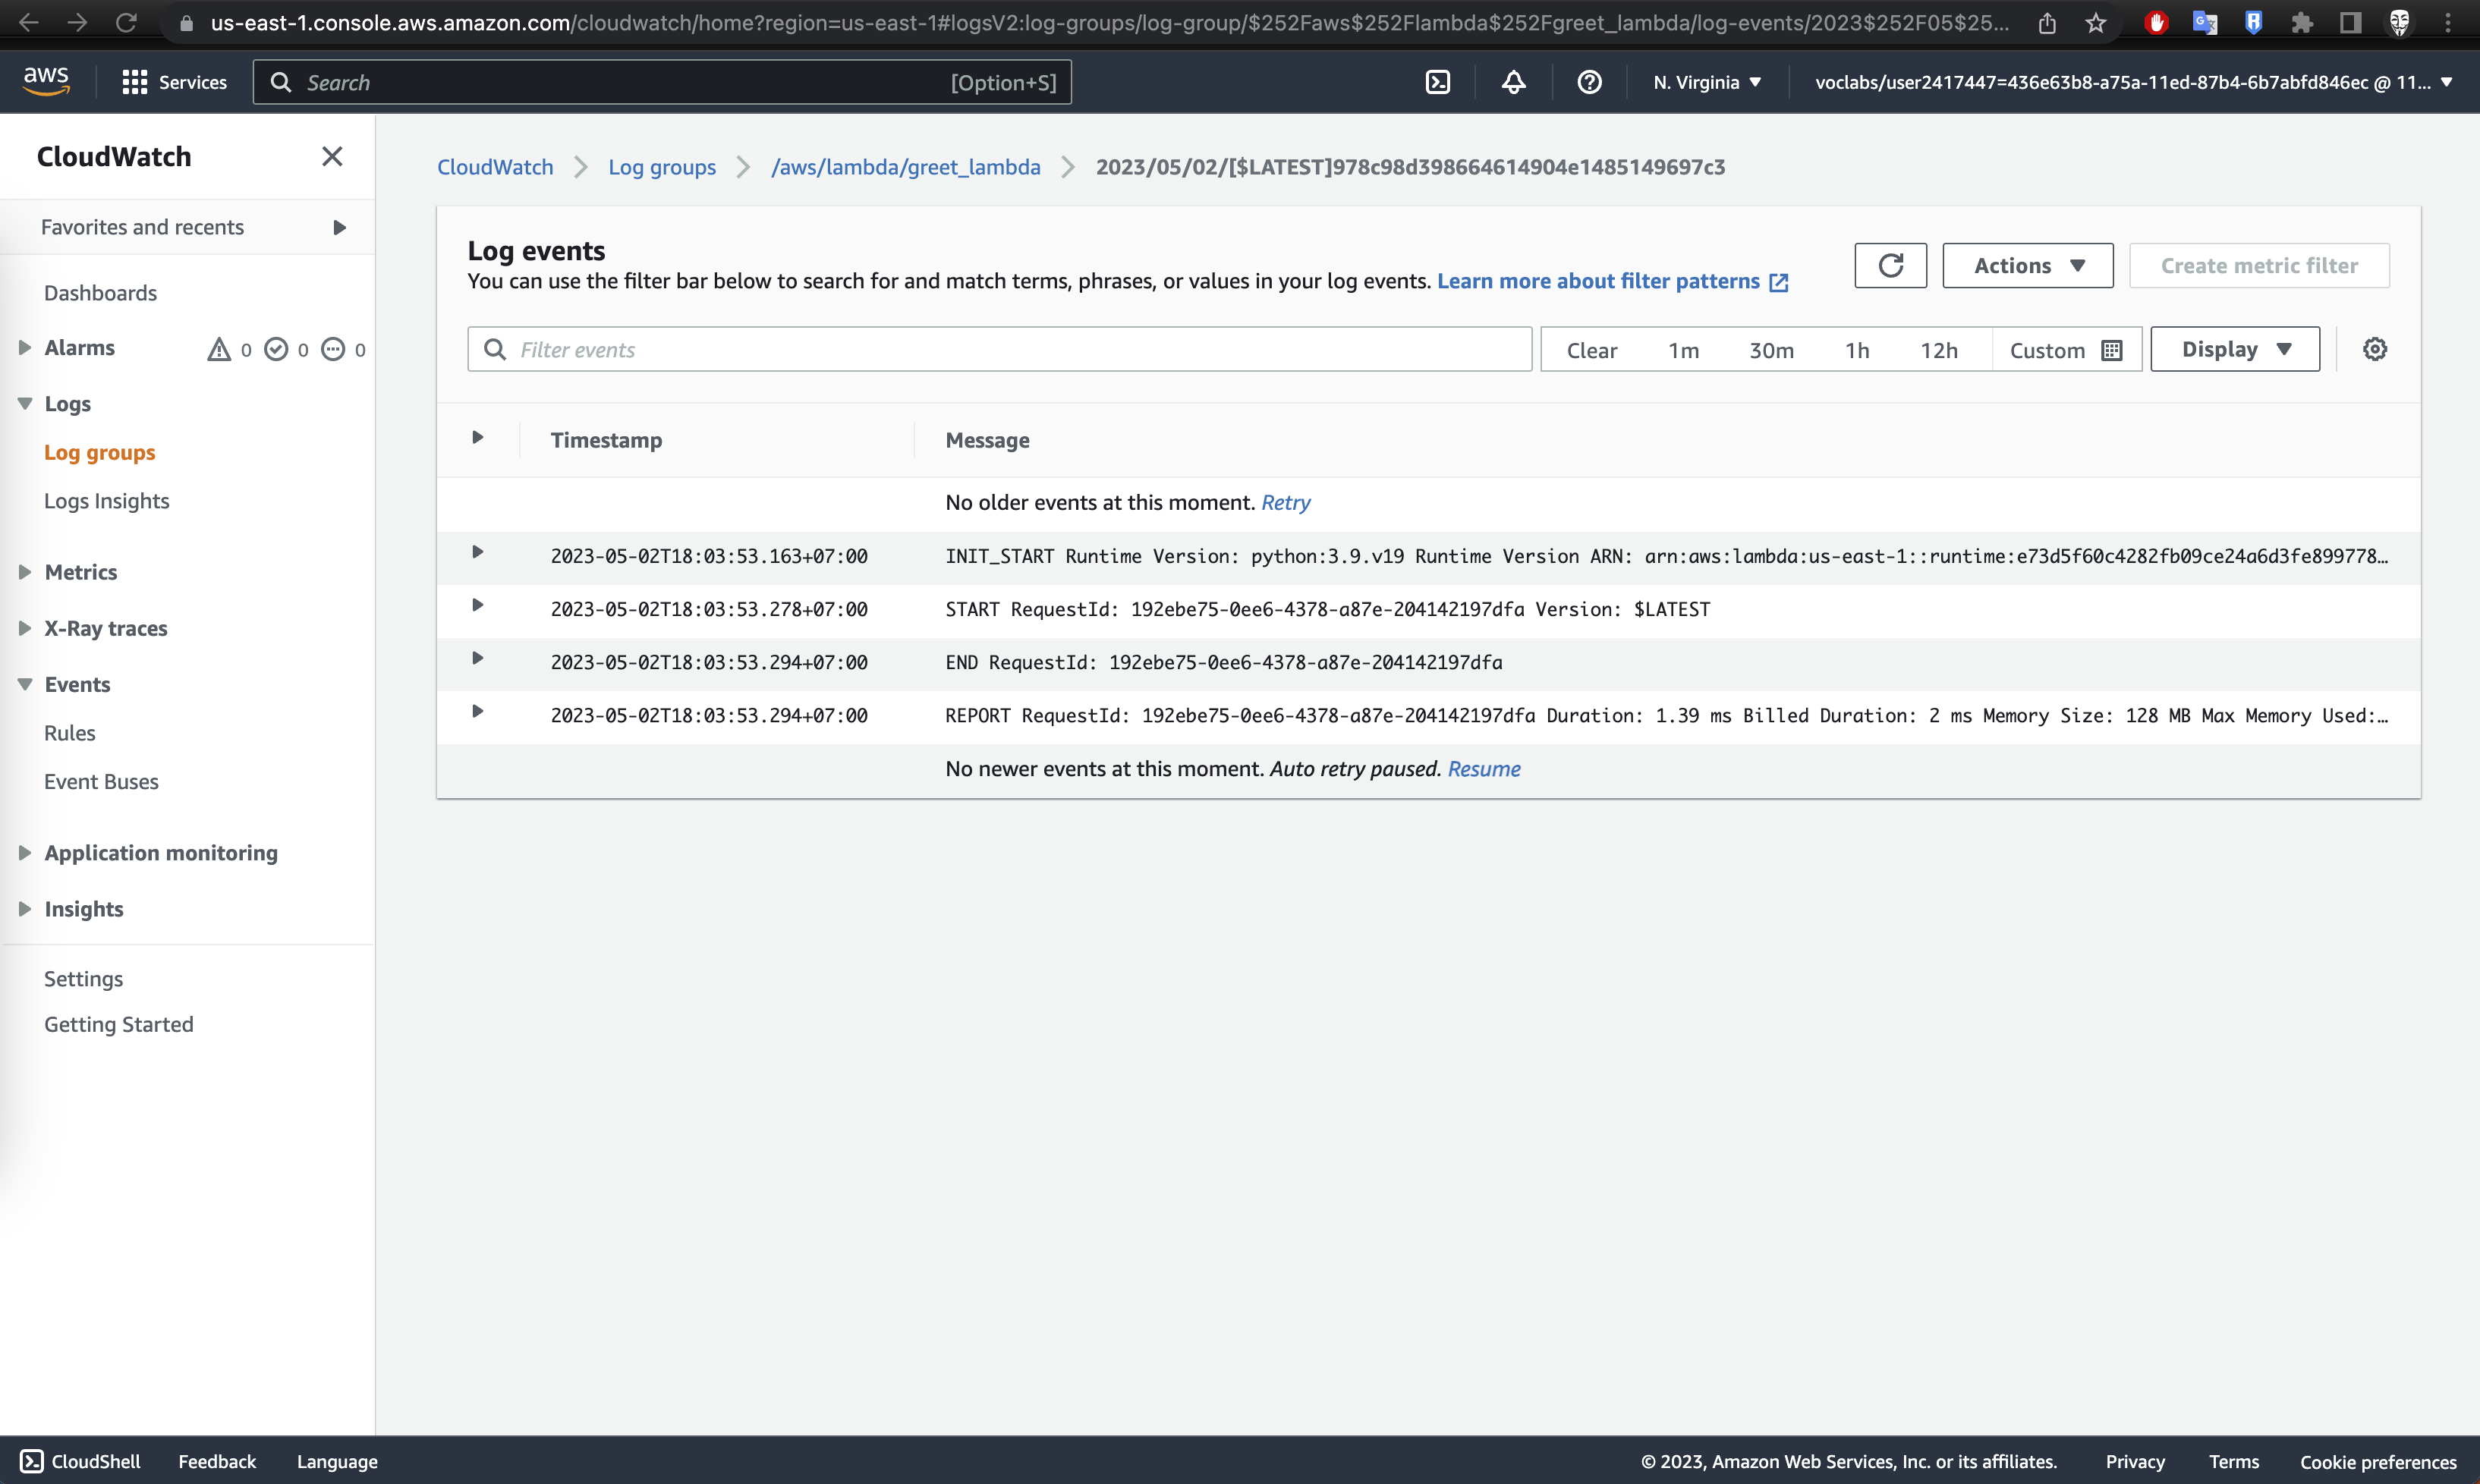 us-east-1.console.aws.amazon.com/cloudwatch/home?region=us-east-1#logsV2:log-groups/log-group/$252Faws$252Flambda$252Fgreet_lambda/log-events/2023$252F05$25...
aws Services Search [Option+S] N. Virginia voclabs/user2417447=436e63b8-a75a-11ed-87b4-6b7abfd846ec @ 11...
CloudWatch
Favorites and recents
Dashboards
Alarms 0 0 0
Logs
Log groups
Logs Insights
Metrics
X-Ray traces
Events
Rules
Event Buses
Application monitoring
Insights
Settings
Getting Started
CloudWatch Log groups /aws/lambda/greet_lambda 2023/05/02/[$LATEST]978c98d398664614904e1485149697c3
Log events
You can use the filter bar below to search for and match terms, phrases, or values in your log events. Learn more about filter patterns
Actions Create metric filter
Filter events Clear 1m 30m 1h 12h Custom Display
Timestamp Message
No older events at this moment. Retry
2023-05-02T18:03:53.163+07:00 INIT_START Runtime Version: python:3.9.v19 Runtime Version ARN: arn:aws:lambda:us-east-1::runtime:e73d5f60c4282fb09ce24a6d3fe899778…
2023-05-02T18:03:53.278+07:00 START RequestId: 192ebe75-0ee6-4378-a87e-204142197dfa Version: $LATEST
2023-05-02T18:03:53.294+07:00 END RequestId: 192ebe75-0ee6-4378-a87e-204142197dfa
2023-05-02T18:03:53.294+07:00 REPORT RequestId: 192ebe75-0ee6-4378-a87e-204142197dfa Duration: 1.39 ms Billed Duration: 2 ms Memory Size: 128 MB Max Memory Used:…
No newer events at this moment. Auto retry paused. Resume
CloudShell Feedback Language © 2023, Amazon Web Services, Inc. or its affiliates. Privacy Terms Cookie preferences